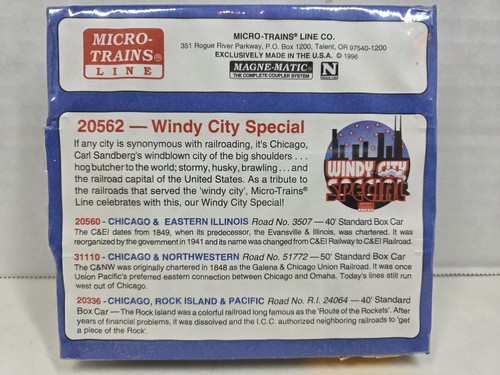 MICRO-
TRAINS®
LINE
MICRO-TRAINS® LINE CO.
351 Rogue River Parkway, P.O. Box 1200, Talent, OR 97540-1200
EXCLUSIVELY MADE IN THE U.S.A. © 1996
MAGNE-MATIC®
THE COMPLETE COUPLER SYSTEM
N
20562 — Windy City Special
If any city is synonymous with railroading, it's Chicago,
Carl Sandberg's windblown city of the big shoulders . . .
hog butcher to the world; stormy, husky, brawling . . . and
the railroad capital of the United States. As a tribute to
the railroads that served the 'windy city', Micro-Trains®
Line celebrates with this, our Windy City Special!
WINDY CITY
SPECIAL
20560 - CHICAGO & EASTERN ILLINOIS Road No. 3507 — 40' Standard Box Car
The C&EI dates from 1849, when its predecessor, the Evansville & Illinois, was chartered. It was
reorganized by the government in 1941 and its name was changed from C&EI Railway to C&EI Railroad.
31110 - CHICAGO & NORTHWESTERN Road No. 51772 — 50' Standard Box Car
The C&NW was originally chartered in 1848 as the Galena & Chicago Union Railroad. It was once
Union Pacific's preferred eastern connection between Chicago and Omaha. Today's lines still run
west out of Chicago.
20336 - CHICAGO, ROCK ISLAND & PACIFIC Road No. R.I. 24064 — 40' Standard
Box Car — The Rock Island was a colorful railroad long famous as the 'Route of the Rockets'. After
years of financial problems, it was dissolved and the I.C.C. authorized neighboring railroads to 'get
a piece of the Rock'.